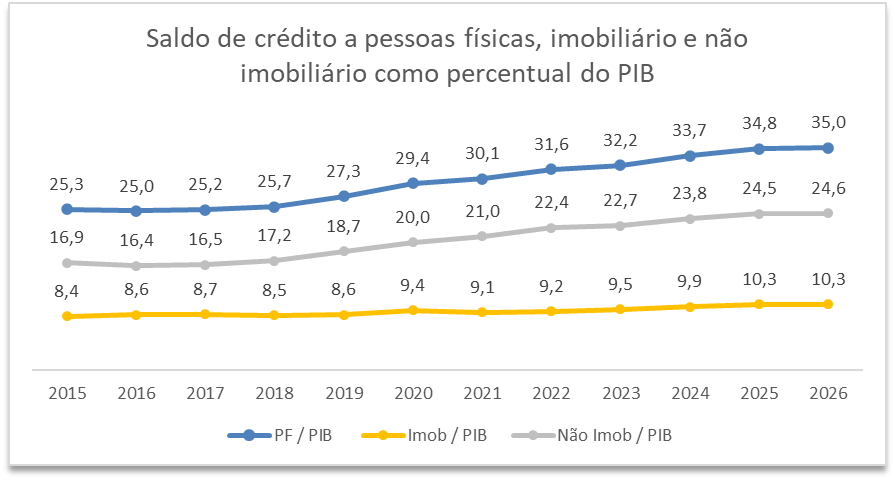 Saldo de crédito a pessoas físicas, imobiliário e não
imobiliário como percentual do PIB
25,3 25,0 25,2 25,7 27,3 29,4 30,1 31,6 32,2 33,7 34,8 35,0
16,9 16,4 16,5 17,2 18,7 20,0 21,0 22,4 22,7 23,8 24,5 24,6
8,4 8,6 8,7 8,5 8,6 9,4 9,1 9,2 9,5 9,9 10,3 10,3
2015 2016 2017 2018 2019 2020 2021 2022 2023 2024 2025 2026
PF / PIB Imob / PIB Não Imob / PIB